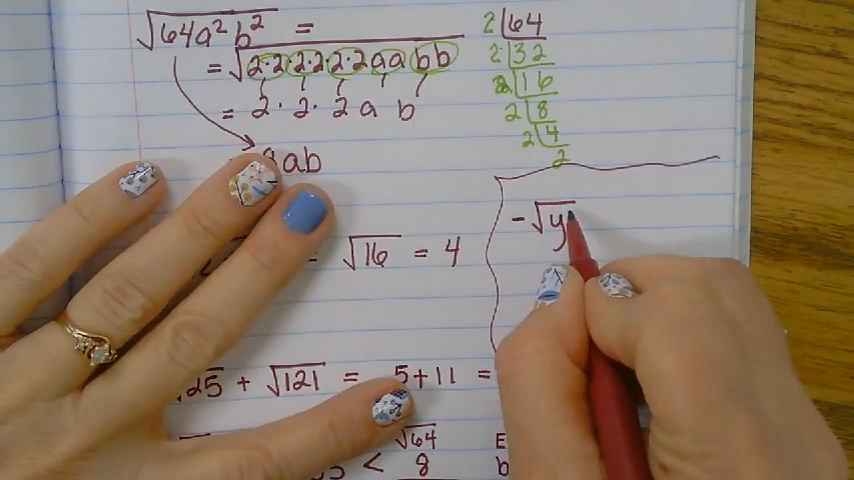 √64a²b² =
= √2·2·2·2·2·2aabb
= 2·2·2ab
8ab
2 64
2 32
2 16
2 8
2 4
2
-√y
= √16 = 4
√25 + √121 = 5+11 =
√64
< 8